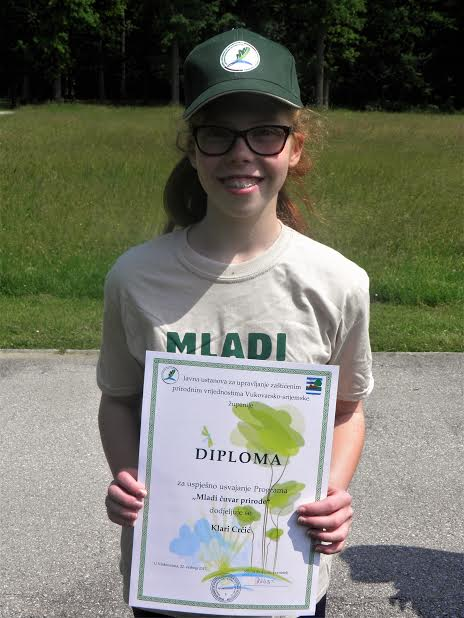 MLADI
Javna ustanova za upravljanje zaštićenim
prirodnim vrijednostima Vukovarsko-srijemske
županije
DIPLOMA
za uspješno usvajanje Programa
„Mladi čuvar prirode“
dodjeljuje se
Klari Crčić
U Vinkovcima,